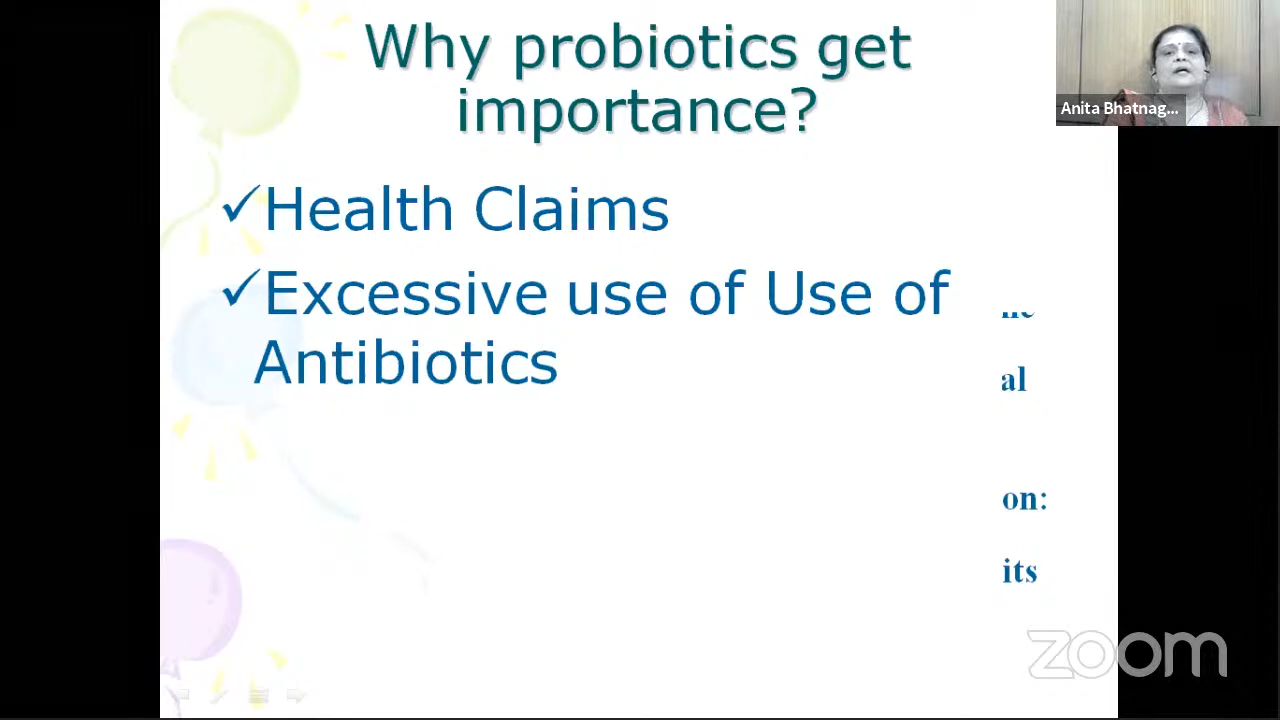 Why probiotics get
importance?
Anita Bhatnag...
✓Health Claims
✓Excessive use of Use of
Antibiotics
al
on:
its
zoom